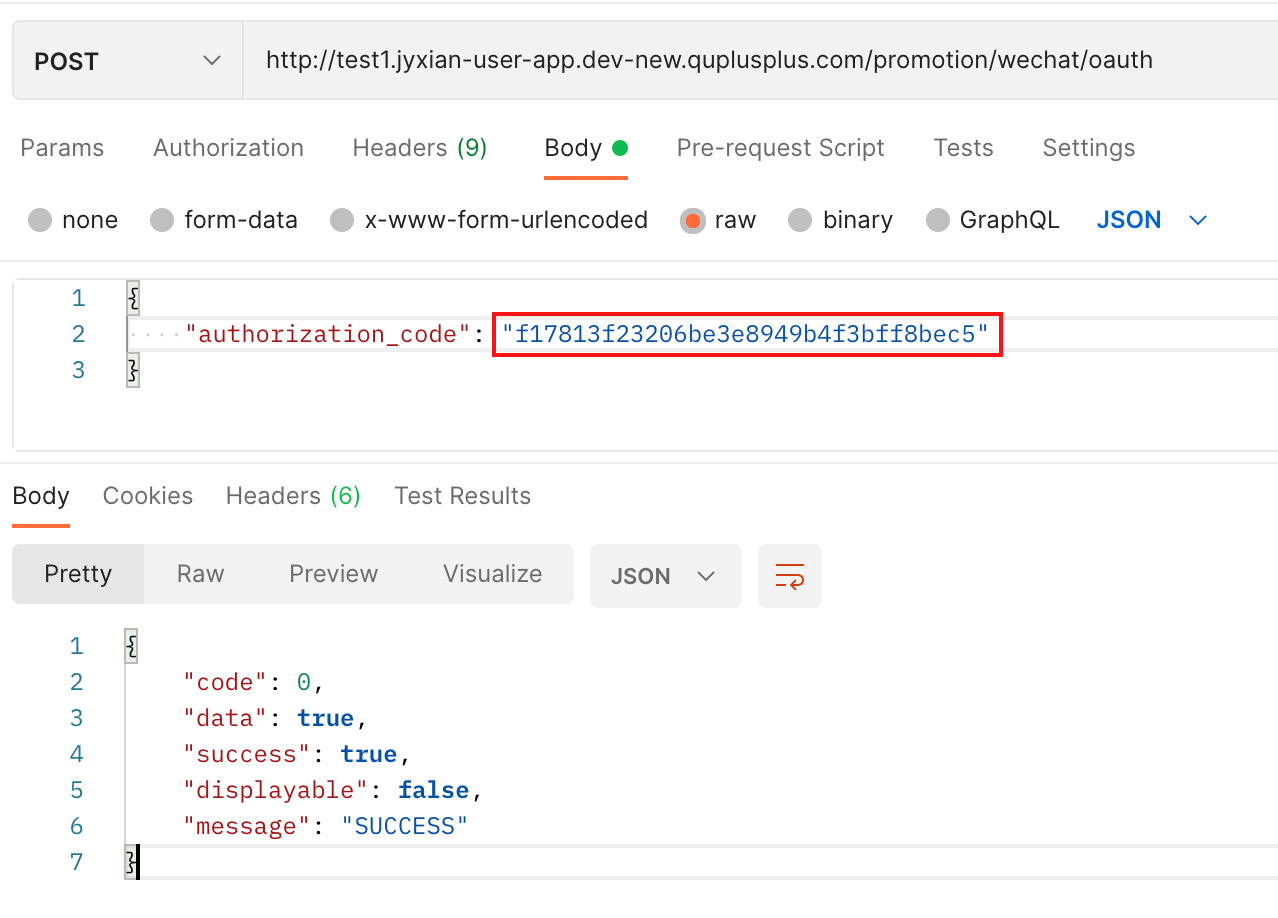 POST http://test1.jyxian-user-app.dev-new.quplusplus.com/promotion/wechat/oauth
Params Authorization Headers (9) Body Pre-request Script Tests Settings
none form-data x-www-form-urlencoded raw binary GraphQL JSON
1 {
2 ····"authorization_code": "f17813f23206be3e8949b4f3bff8bec5"
3 }
Body Cookies Headers (6) Test Results
Pretty Raw Preview Visualize JSON
1 {
2 "code": 0,
3 "data": true,
4 "success": true,
5 "displayable": false,
6 "message": "SUCCESS"
7 }